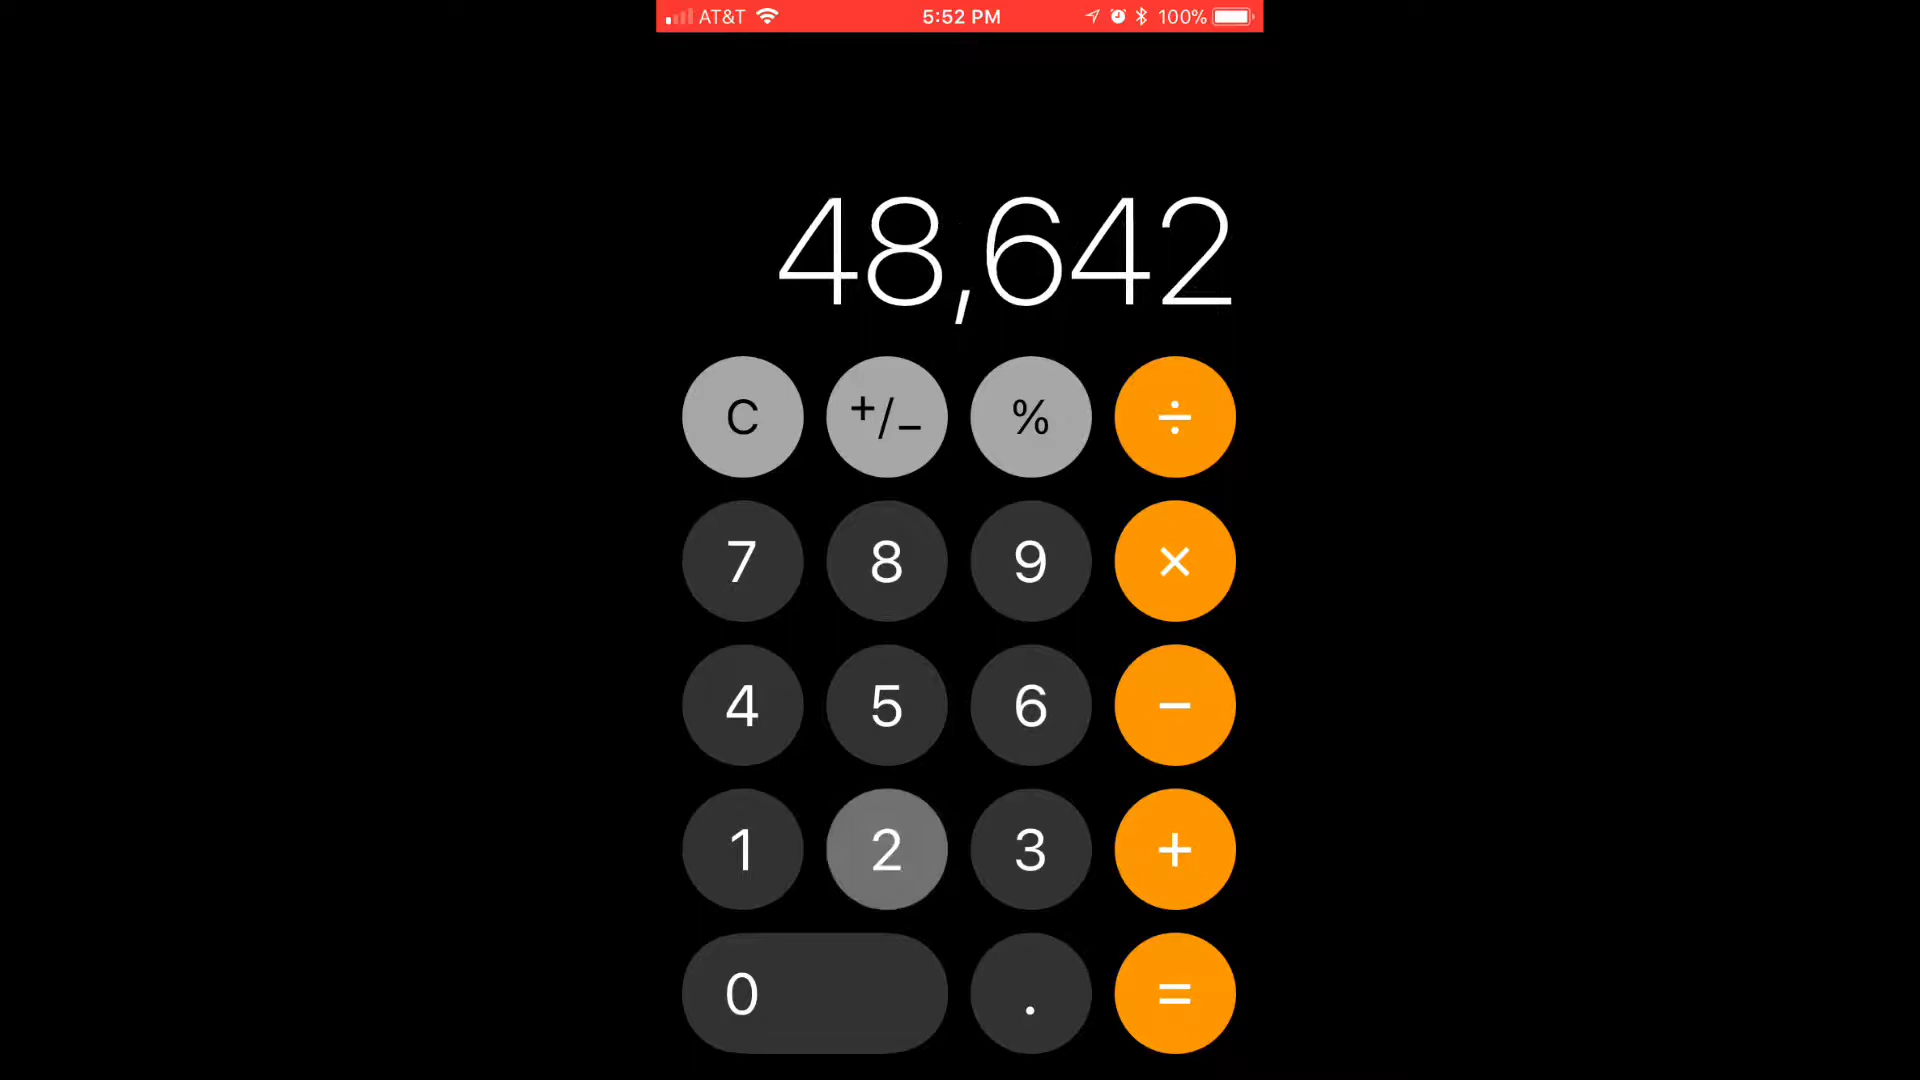 AT&T 5:52 PM 100%
48,642
C +/− % ÷
7 8 9 ×
4 5 6 −
1 2 3 +
0 . =